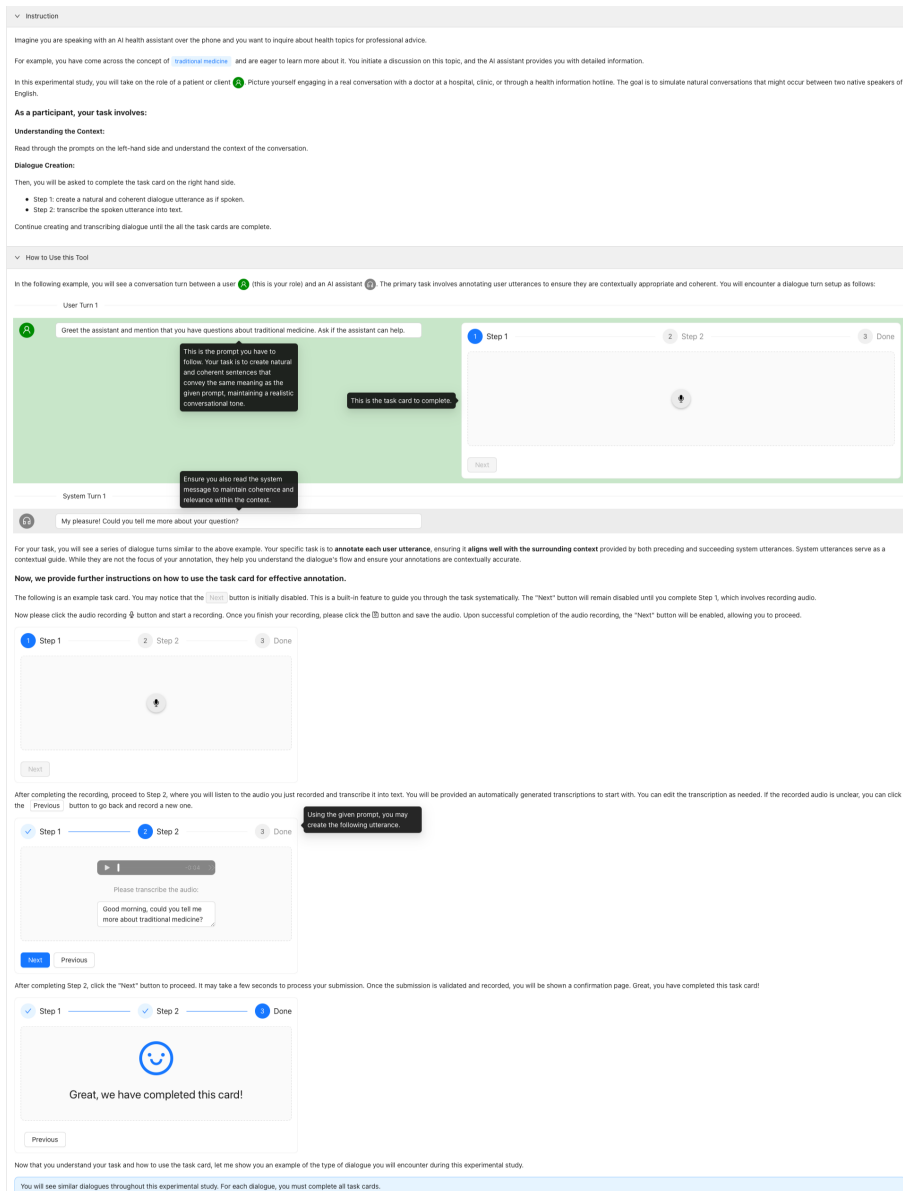 Instruction
Imagine you are speaking with an AI health assistant over the phone and you want to inquire about health topics for professional advice.
For example, you have come across the concept of traditional medicine and are eager to learn more about it. You initiate a discussion on this topic, and the AI assistant provides you with detailed information.
In this experimental study, you will take on the role of a patient or client . Picture yourself engaging in a real conversation with a doctor at a hospital, clinic, or through a health information hotline. The goal is to simulate natural conversations that might occur between two native speakers of
English.
As a participant, your task involves:
Understanding the Context:
Read through the prompts on the left-hand side and understand the context of the conversation.
Dialogue Creation:
Then, you will be asked to complete the task card on the right hand side.
• Step 1: create a natural and coherent dialogue utterance as if spoken.
• Step 2: transcribe the spoken utterance into text.
Continue creating and transcribing dialogue until the all the task cards are complete.
How to Use this Tool
In the following example, you will see a conversation turn between a user (this is your role) and an AI assistant . The primary task involves annotating user utterances to ensure they are contextually appropriate and coherent. You will encounter a dialogue turn setup as follows:
User Turn 1
Greet the assistant and mention that you have questions about traditional medicine. Ask if the assistant can help.
1 Step 1 2 Step 2 3 Done
This is the prompt you have to
follow. Your task is to create natural
and coherent sentences that
convey the same meaning as the
given prompt, maintaining a realistic
conversational tone.
This is the task card to complete.
Next
Ensure you also read the system
message to maintain coherence and
relevance within the context.
System Turn 1
My pleasure! Could you tell me more about your question?
For your task, you will see a series of dialogue turns similar to the above example. Your specific task is to annotate each user utterance, ensuring it aligns well with the surrounding context provided by both preceding and succeeding system utterances. System utterances serve as a
contextual guide. While they are not the focus of your annotation, they help you understand the dialogue's flow and ensure your annotations are contextually accurate.
Now, we provide further instructions on how to use the task card for effective annotation.
The following is an example task card. You may notice that the Next button is initially disabled. This is a built-in feature to guide you through the task systematically. The "Next" button will remain disabled until you complete Step 1, which involves recording audio.
Now please click the audio recording button and start a recording. Once you finish your recording, please click the button and save the audio. Upon successful completion of the audio recording, the "Next" button will be enabled, allowing you to proceed.
1 Step 1 2 Step 2 3 Done
Next
After completing the recording, proceed to Step 2, where you will listen to the audio you just recorded and transcribe it into text. You will be provided an automatically generated transcriptions to start with. You can edit the transcription as needed. If the recorded audio is unclear, you can click
the Previous button to go back and record a new one.
Using the given prompt, you may
create the following utterance.
Step 1 2 Step 2 3 Done
Please transcribe the audio:
Good morning, could you tell me
more about traditional medicine?
Next Previous
After completing Step 2, click the "Next" button to proceed. It may take a few seconds to process your submission. Once the submission is validated and recorded, you will be shown a confirmation page. Great, you have completed this task card!
Step 1 Step 2 3 Done
Great, we have completed this card!
Previous
Now that you understand your task and how to use the task card, let me show you an example of the type of dialogue you will encounter during this experimental study.
You will see similar dialogues throughout this experimental study. For each dialogue, you must complete all task cards.